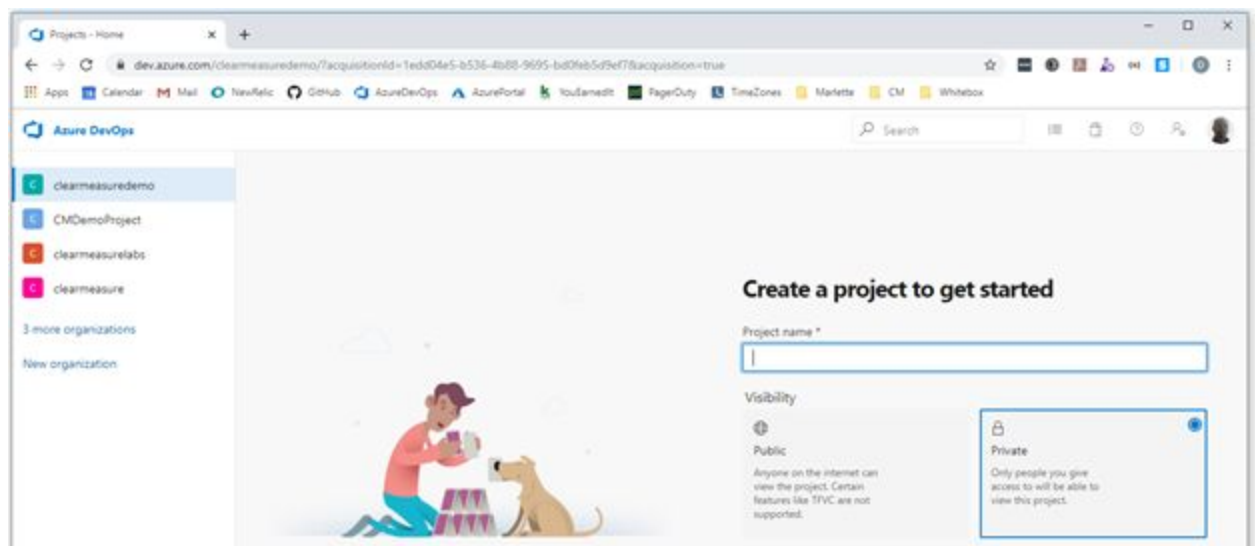 Projects - Home
dev.azure.com/clearmeasuredemo/?acquisitionId=1edd04e5-b536-4b88-9695-bd0feb5d9ef7&acquisition=true
Apps Calendar Mail NewRelic GitHub AzureDevOps AzurePortal YouEarnedIt PagerDuty TimeZones Marlette CM Whitebox
Azure DevOps Search
C clearmeasuredemo
C CMDemoProject
C clearmeasurelabs
C clearmeasure
3 more organizations
New organization
Create a project to get started
Project name *
Visibility
Public
Anyone on the internet can
view the project. Certain
features like TFVC are not
supported.
Private
Only people you give
access to will be able to
view this project.